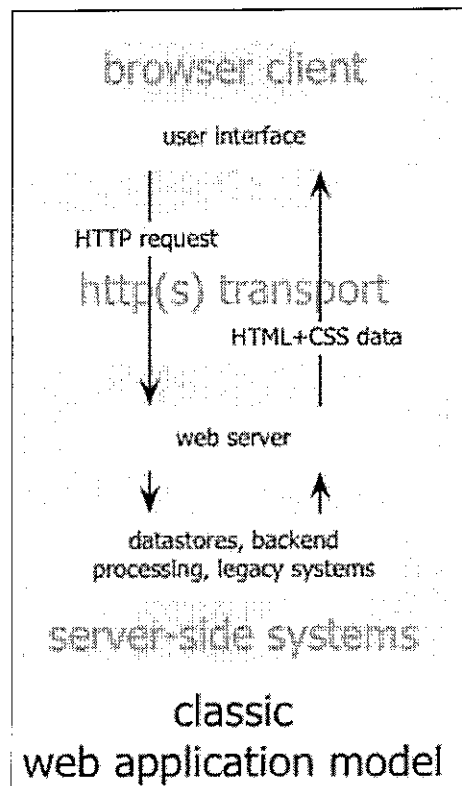 browser client
user interface
HTTP request
http(s) transport
HTML+CSS data
web server
datastores, backend
processing, legacy systems
server-side systems
classic
web application model